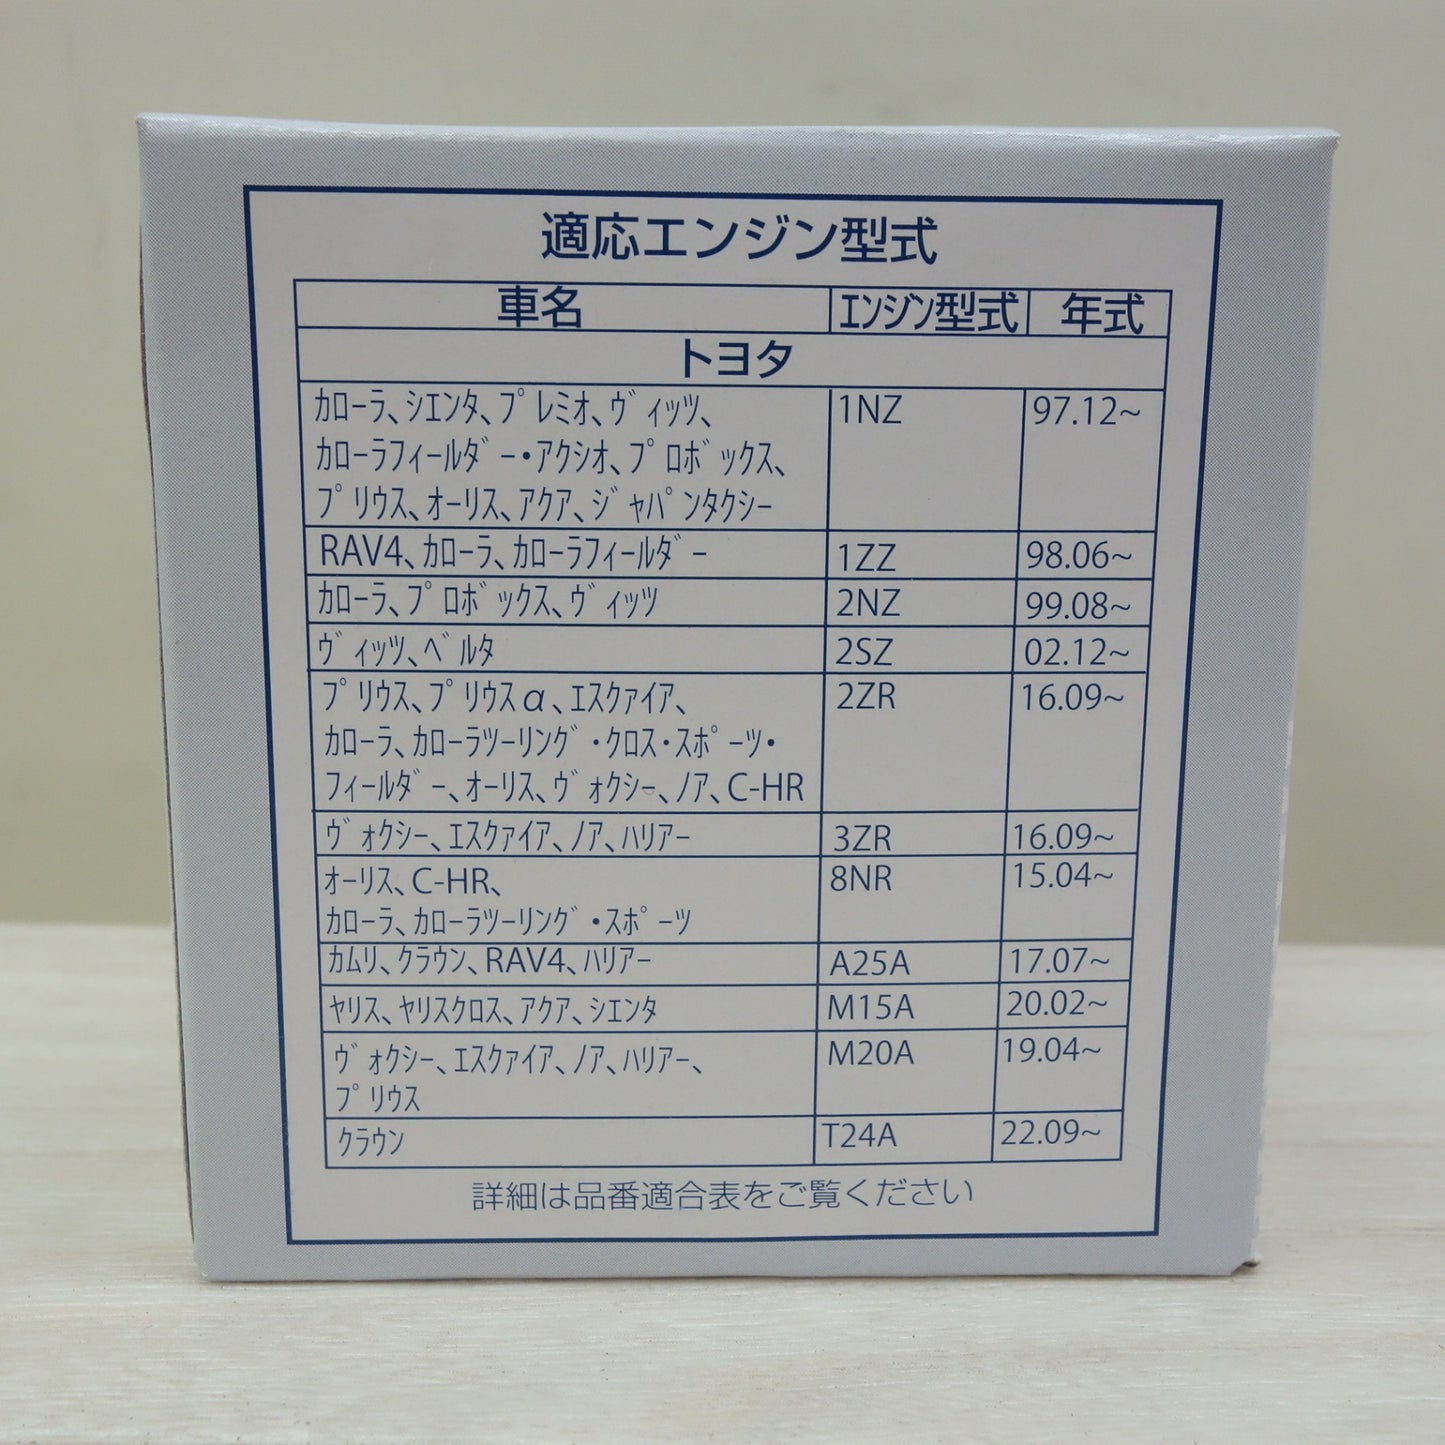 適応エンジン型式
車名 ｴﾝｼﾞﾝ型式 年式
トヨタ
ｶﾛｰﾗ、ｼｴﾝﾀ、ﾌﾟﾚﾐｵ、ｳﾞｨｯﾂ、 1NZ 97.12~
ｶﾛｰﾗﾌｨｰﾙﾀﾞｰ・ｱｸｼｵ、ﾌﾟﾛﾎﾞｯｸｽ、
ﾌﾟﾘｳｽ、ｵｰﾘｽ、ｱｸｱ、ｼﾞｬﾊﾟﾝﾀｸｼｰ
RAV4、ｶﾛｰﾗ、ｶﾛｰﾗﾌｨｰﾙﾀﾞｰ 1ZZ 98.06~
ｶﾛｰﾗ、ﾌﾟﾛﾎﾞｯｸｽ、ｳﾞｨｯﾂ 2NZ 99.08~
ｳﾞｨｯﾂ、ﾍﾞﾙﾀ 2SZ 02.12~
ﾌﾟﾘｳｽ、ﾌﾟﾘｳｽα、ｴｽｸｧｲｱ、 2ZR 16.09~
ｶﾛｰﾗ、ｶﾛｰﾗﾂｰﾘﾝｸﾞ・ｸﾛｽ・ｽﾎﾟｰﾂ・
ﾌｨｰﾙﾀﾞｰ、ｵｰﾘｽ、ｳﾞｫｸｼｰ、ﾉｱ、C-HR
ｳﾞｫｸｼｰ、ｴｽｸｧｲｱ、ﾉｱ、ﾊﾘｱｰ 3ZR 16.09~
ｵｰﾘｽ、C-HR、 8NR 15.04~
ｶﾛｰﾗ、ｶﾛｰﾗﾂｰﾘﾝｸﾞ・ｽﾎﾟｰﾂ
ｶﾑﾘ、ｸﾗｳﾝ、RAV4、ﾊﾘｱｰ A25A 17.07~
ﾔﾘｽ、ﾔﾘｽｸﾛｽ、ｱｸｱ、ｼｴﾝﾀ M15A 20.02~
ｳﾞｫｸｼｰ、ｴｽｸｧｲｱ、ﾉｱ、ﾊﾘｱｰ、 M20A 19.04~
ﾌﾟﾘｳｽ
ｸﾗｳﾝ T24A 22.09~
詳細は品番適合表をご覧ください